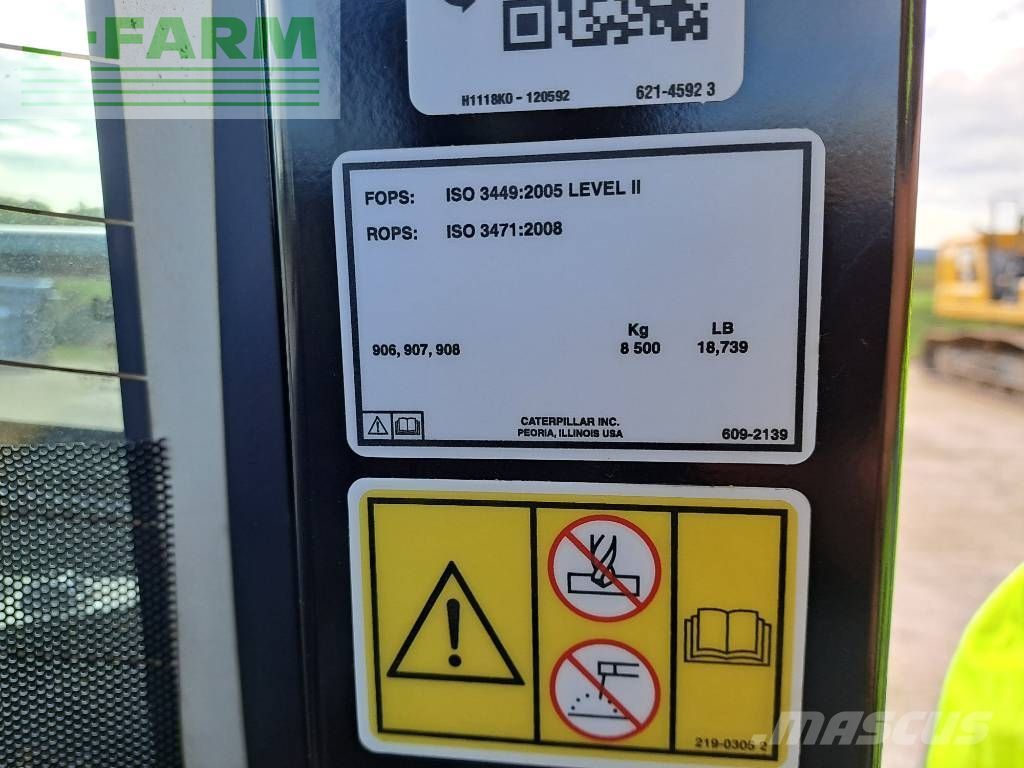 FARM
H1118K0 - 120592 621-4592 3
FOPS: ISO 3449:2005 LEVEL II
ROPS: ISO 3471:2008
Kg LB
906, 907, 908 8 500 18,739
CATERPILLAR INC.
PEORIA, ILLINOIS USA 609-2139
219-0305 2
MASCUS